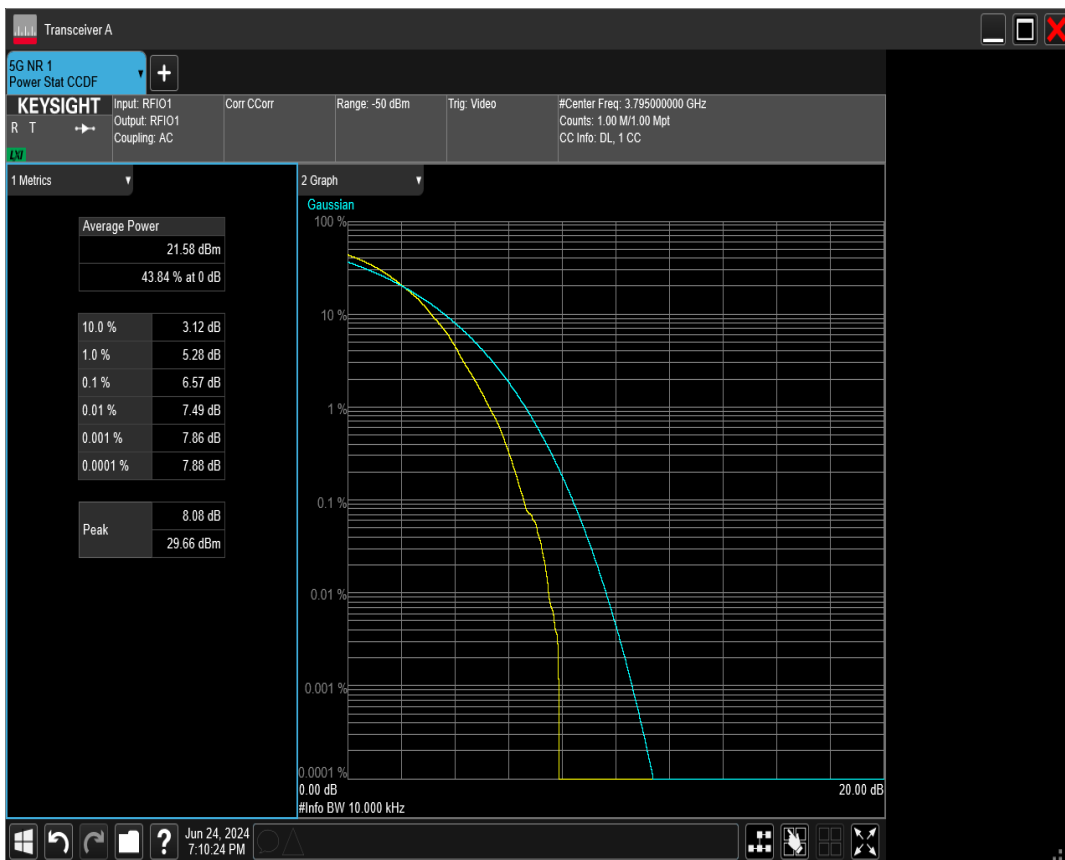 Transceiver A
5G NR 1
Power Stat CCDF
+
KEYSIGHT
R T
LXI
Input: RFIO1
Output: RFIO1
Coupling: AC
Corr CCorr
Range: -50 dBm
Trig: Video
#Center Freq: 3.795000000 GHz
Counts: 1.00 M/1.00 Mpt
CC Info: DL, 1 CC
1 Metrics
Average Power
21.58 dBm
43.84 % at 0 dB
10.0 % 3.12 dB
1.0 % 5.28 dB
0.1 % 6.57 dB
0.01 % 7.49 dB
0.001 % 7.86 dB
0.0001 % 7.88 dB
Peak 8.08 dB
29.66 dBm
2 Graph
Gaussian
100 %
10 %
1 %
0.1 %
0.01 %
0.001 %
0.0001 %
0.00 dB 20.00 dB
#Info BW 10.000 kHz
?
Jun 24, 2024
7:10:24 PM